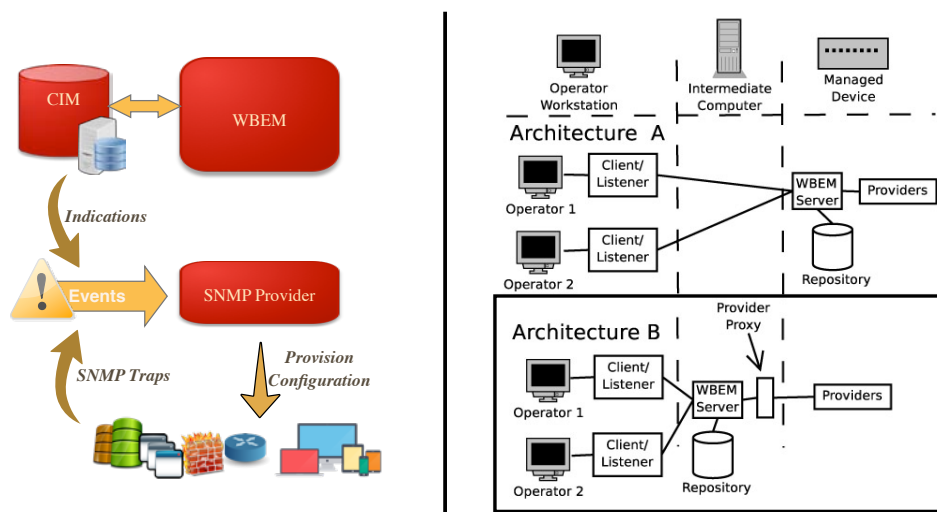 CIM
WBEM
Indications
Events
SNMP Provider
SNMP Traps
Provision
Configuration
Operator
Workstation
Intermediate
Computer
Managed
Device
Architecture A
Client/
Listener
Operator 1
WBEM
Server
Providers
Client/
Listener
Operator 2
Repository
Provider
Proxy
Architecture B
Client/
Listener
Operator 1
WBEM
Server
Providers
Client/
Listener
Operator 2
Repository